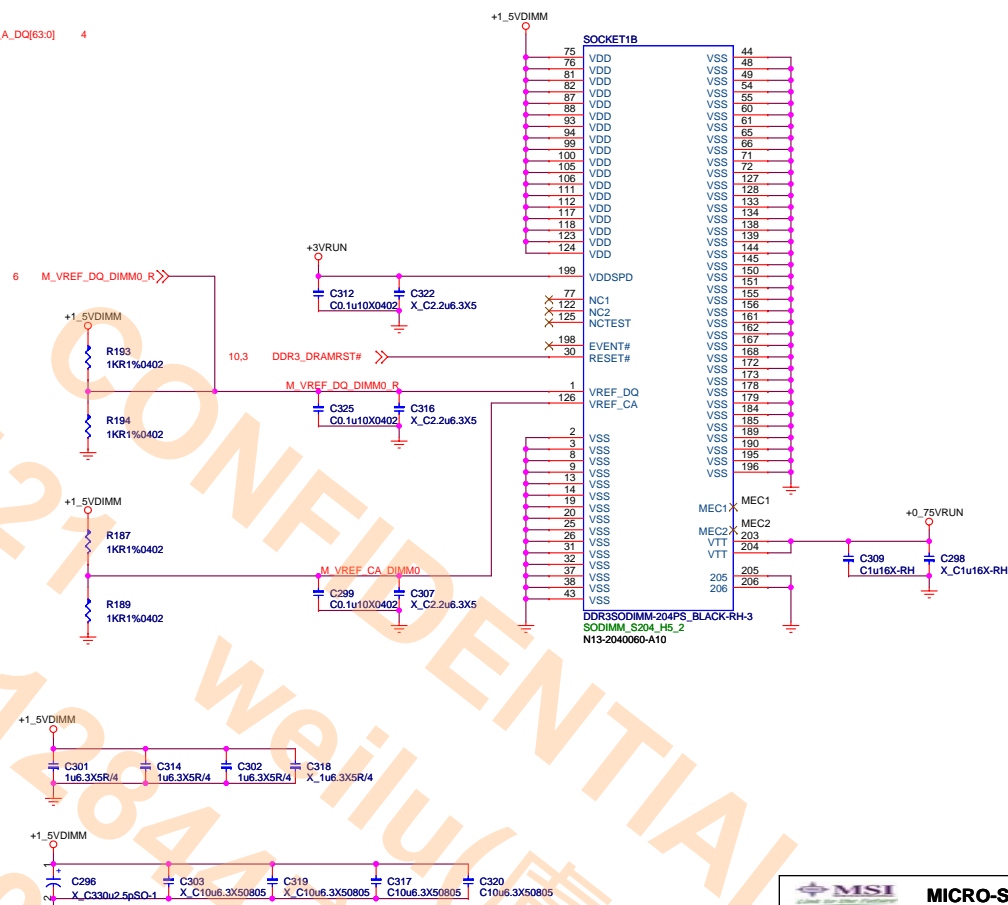 _A_DQ[63:0] 4
+1_5VDIMM
SOCKET1B
75 VDD VSS 44
76 VDD VSS 48
81 VDD VSS 49
82 VDD VSS 54
87 VDD VSS 55
88 VDD VSS 60
93 VDD VSS 61
94 VDD VSS 65
99 VDD VSS 66
100 VDD VSS 71
105 VDD VSS 72
106 VDD VSS 127
111 VDD VSS 128
112 VDD VSS 133
117 VDD VSS 134
118 VDD VSS 138
123 VDD VSS 139
124 VDD VSS 144
VSS 145
VSS 150
VSS 151
VSS 155
VSS 156
VSS 161
VSS 162
VSS 167
VSS 168
VSS 172
VSS 173
VSS 178
VSS 179
VSS 184
VSS 185
VSS 189
VSS 190
VSS 195
VSS 196
+3VRUN
199 VDDSPD
C312
C0.1u10X0402
C322
X_C2.2u6.3X5
77 NC1
122 NC2
125 NCTEST
198 EVENT#
30 RESET#
6 M_VREF_DQ_DIMM0_R
10,3 DDR3_DRAMRST#
+1_5VDIMM
R193
1KR1%0402
M_VREF_DQ_DIMM0_R
1 VREF_DQ
126 VREF_CA
R194
1KR1%0402
C325
C0.1u10X0402
C316
X_C2.2u6.3X5
2 VSS
3 VSS
8 VSS
9 VSS
13 VSS
14 VSS
19 VSS
20 VSS
25 VSS
26 VSS
31 VSS
32 VSS
37 VSS
38 VSS
43 VSS
MEC1 MEC1
MEC2 MEC2
VTT 203
VTT 204
205 205
206 206
+0_75VRUN
C309
C1u16X-RH
C298
X_C1u16X-RH
+1_5VDIMM
R187
1KR1%0402
M_VREF_CA_DIMM0
R189
1KR1%0402
C299
C0.1u10X0402
C307
X_C2.2u6.3X5
DDR3SODIMM-204PS_BLACK-RH-3
SODIMM_S204_H5_2
N13-2040060-A10
+1_5VDIMM
C301
1u6.3X5R/4
C314
1u6.3X5R/4
C302
1u6.3X5R/4
C318
X_1u6.3X5R/4
+1_5VDIMM
1
+
2
C296
X_C330u2.5pSO-1
C303
X_C10u6.3X50805
C319
X_C10u6.3X50805
C317
C10u6.3X50805
C320
C10u6.3X50805
CONFIDENTIAL
weilu(
MSI
Link to the Future
MICRO-S